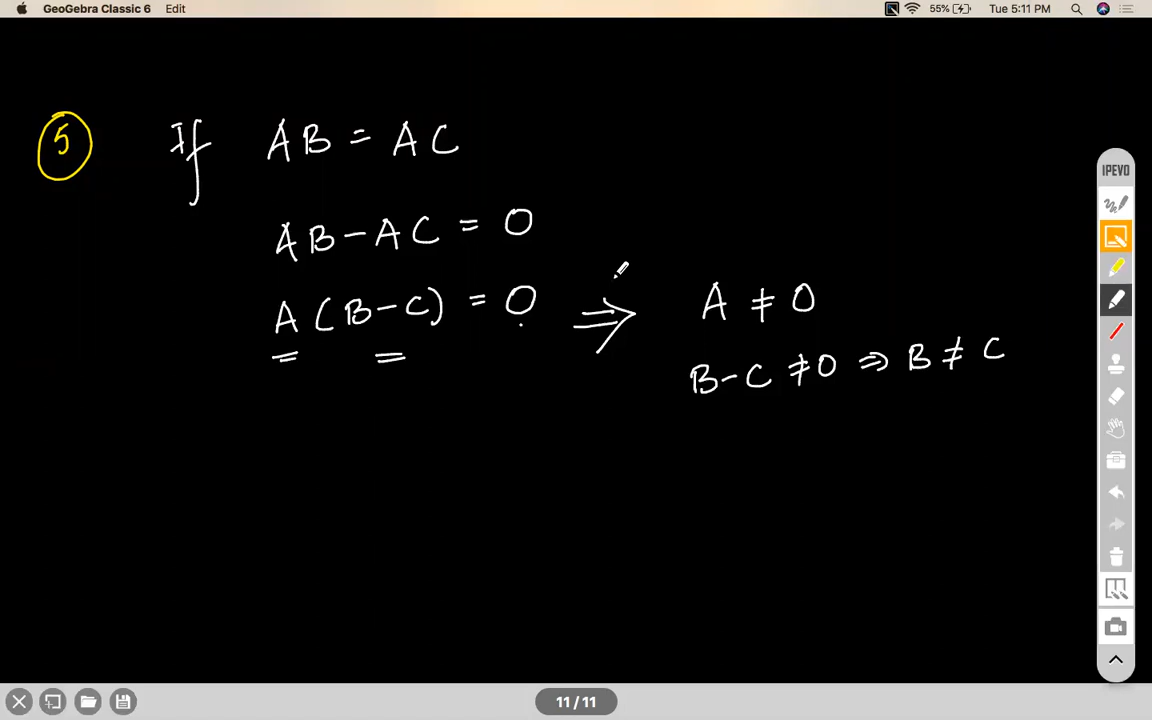 GeoGebra Classic 6 Edit 55% Tue 5:11 PM
IPEVO
5 If AB = AC
AB - AC = 0
A(B-C) = 0 ⇒ A ≠ 0
B-C ≠ 0 ⇒ B ≠ C
11/11